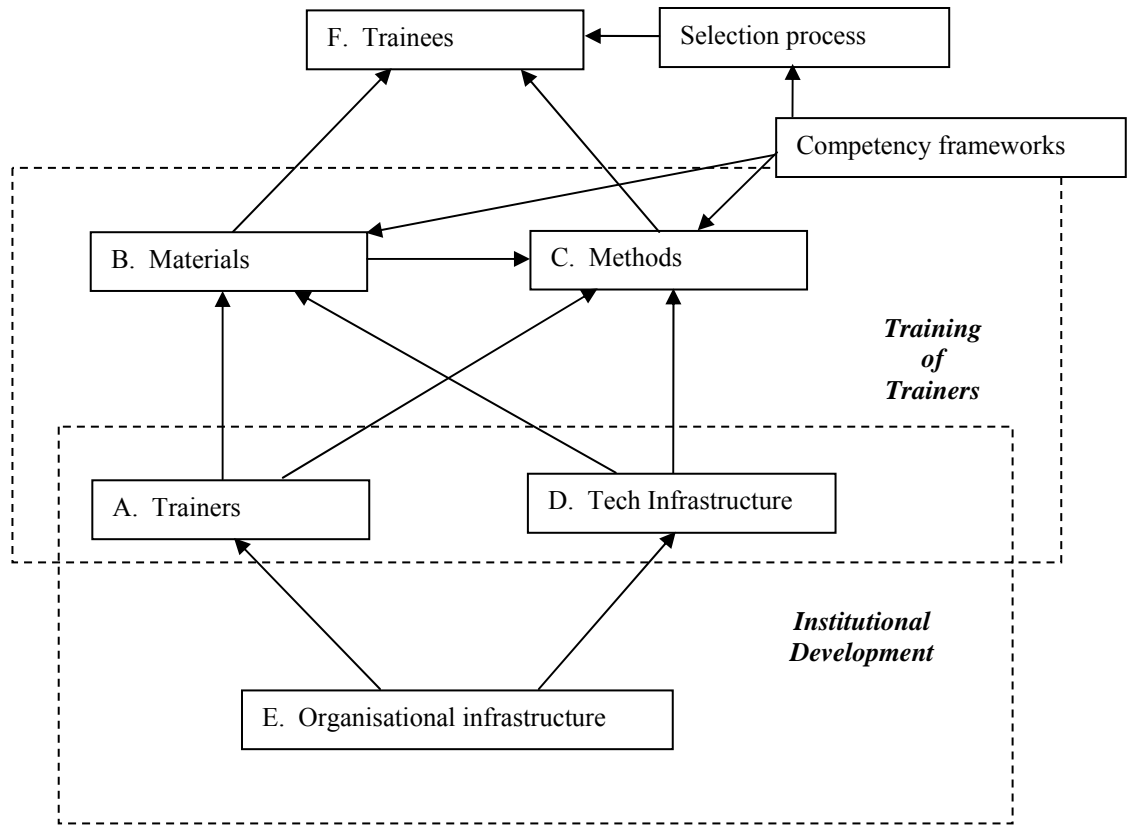 F. Trainees
Selection process
Competency frameworks
B. Materials
C. Methods
Training
of
Trainers
A. Trainers
D. Tech Infrastructure
Institutional
Development
E. Organisational infrastructure